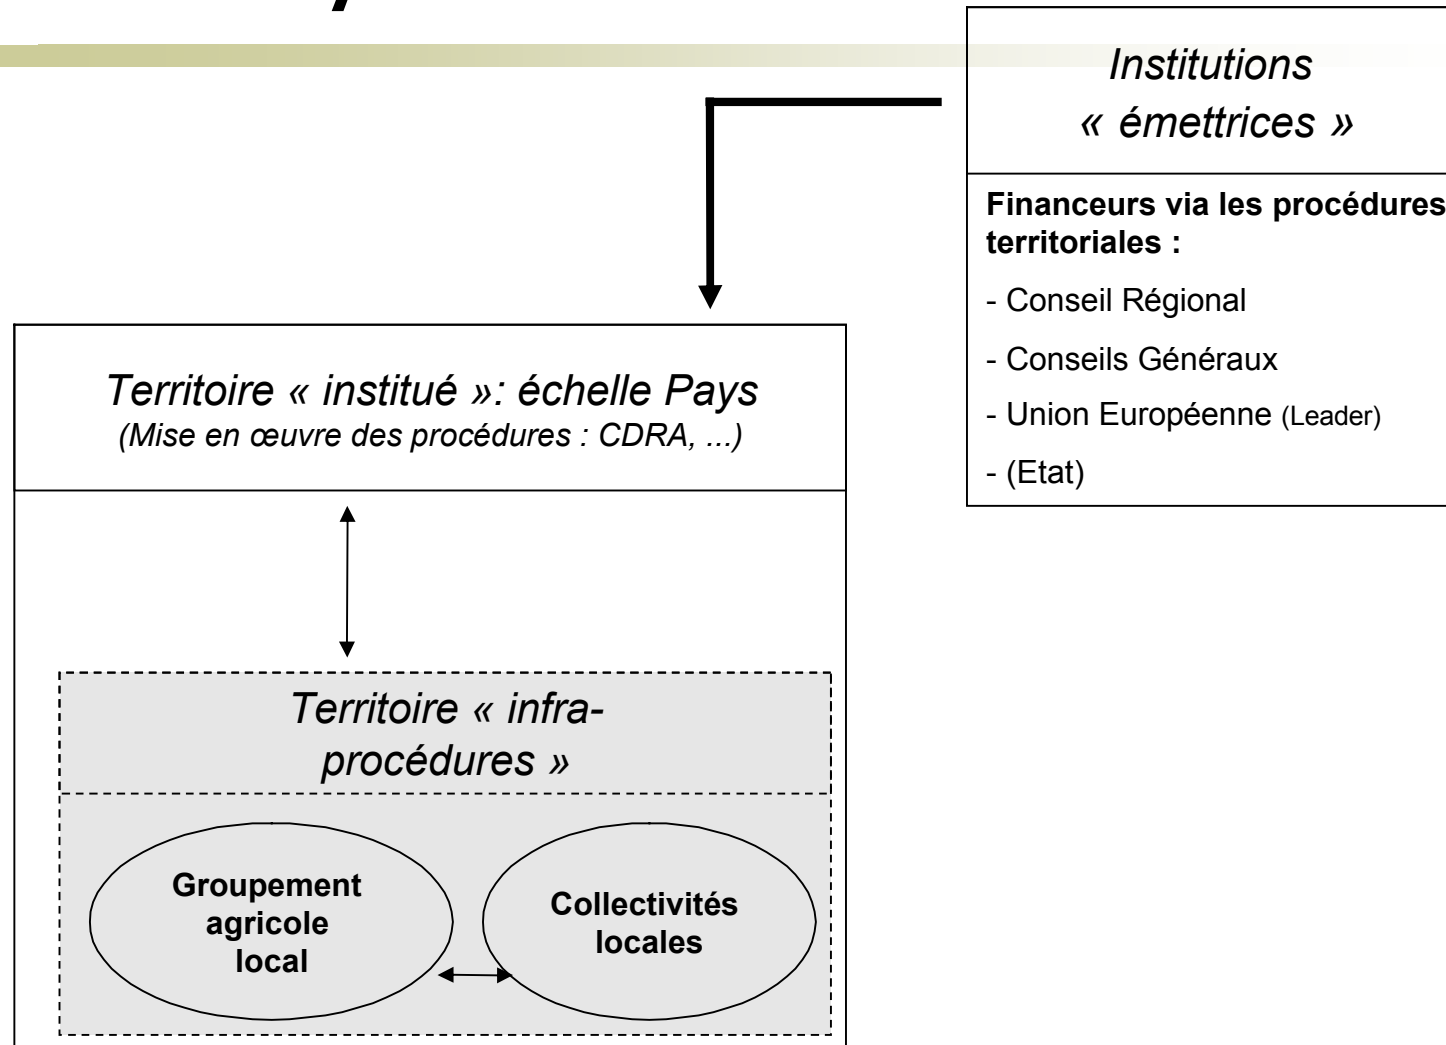 Institutions
« émettrices »
Financeurs via les procédures
territoriales :
- Conseil Régional
- Conseils Généraux
- Union Européenne (Leader)
- (Etat)
Territoire « institué »: échelle Pays
(Mise en œuvre des procédures : CDRA, ...)
Territoire « infra-
procédures »
Groupement
agricole
local
Collectivités
locales